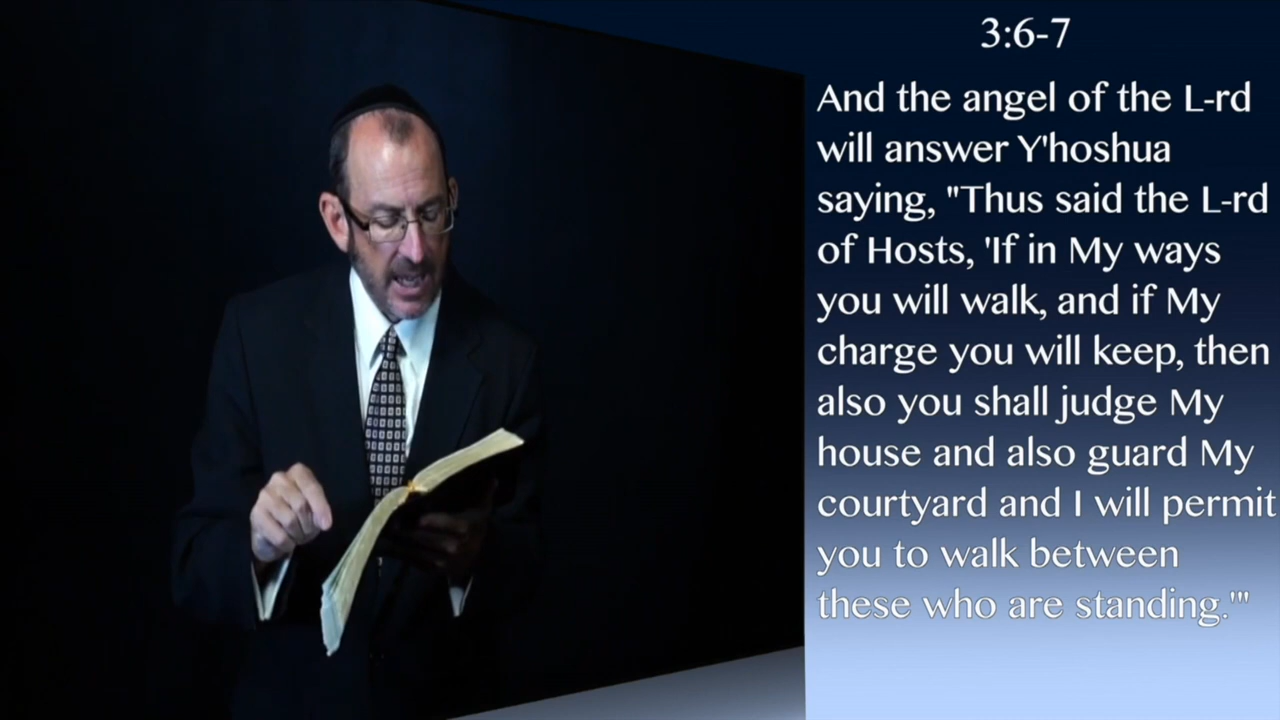 3:6-7
And the angel of the L-rd
will answer Y'hoshua
saying, "Thus said the L-rd
of Hosts, 'If in My ways
you will walk, and if My
charge you will keep, then
also you shall judge My
house and also guard My
courtyard and I will permit
you to walk between
these who are standing.'"